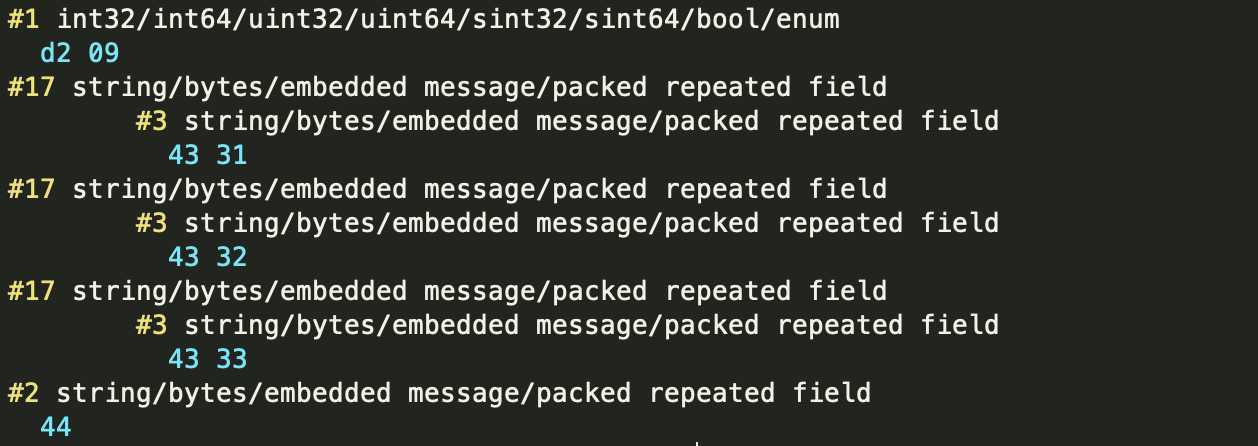 #1 int32/int64/uint32/uint64/sint32/sint64/bool/enum
d2 09
#17 string/bytes/embedded message/packed repeated field
#3 string/bytes/embedded message/packed repeated field
43 31
#17 string/bytes/embedded message/packed repeated field
#3 string/bytes/embedded message/packed repeated field
43 32
#17 string/bytes/embedded message/packed repeated field
#3 string/bytes/embedded message/packed repeated field
43 33
#2 string/bytes/embedded message/packed repeated field
44